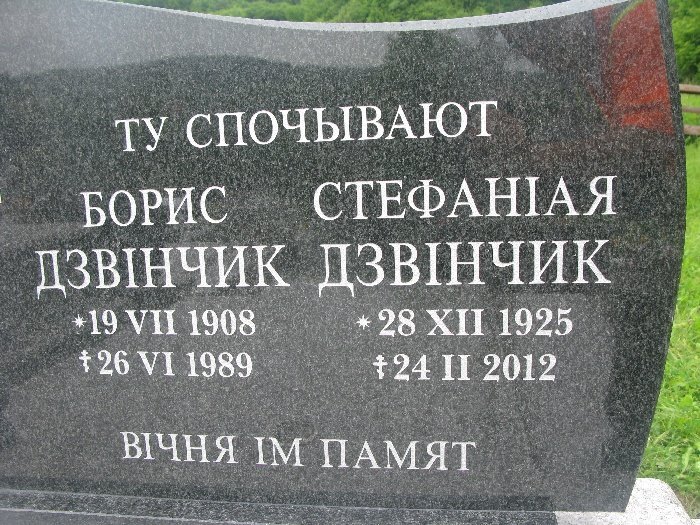 ТУ СПОЧЫВАЮТ
БОРИС СТЕФАНІАЯ
ДЗВІНЧИК ДЗВІНЧИК
*19 VII 1908 *28 XII 1925
☦26 VI 1989 ☦24 II 2012
ВІЧНЯ ІМ ПАМЯТ